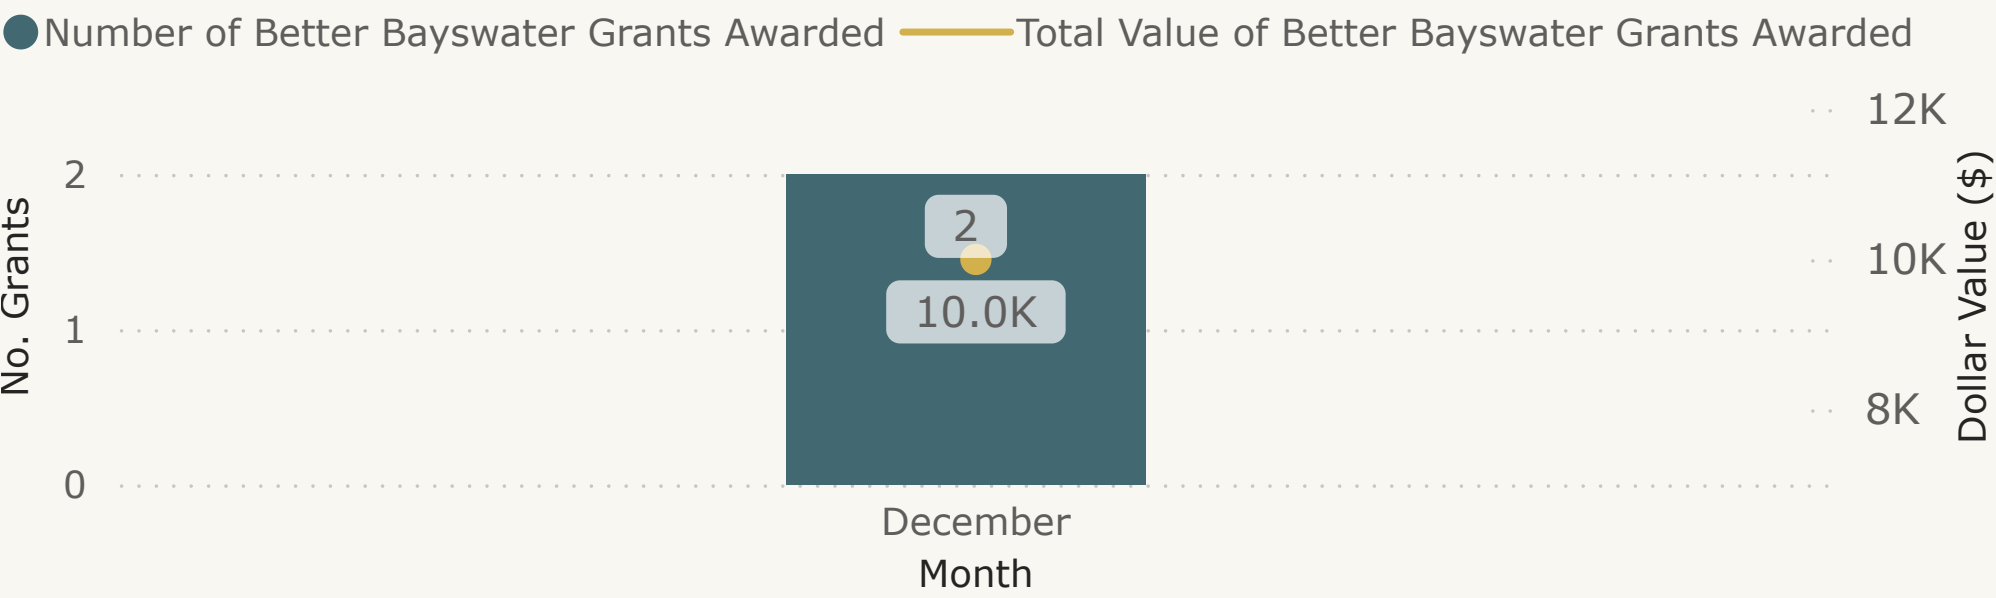 Number of Better Bayswater Grants Awarded
Total Value of Better Bayswater Grants Awarded
No. Grants
2
1
0
2
10.0K
12K
10K
8K
Dollar Value ($)
December
Month